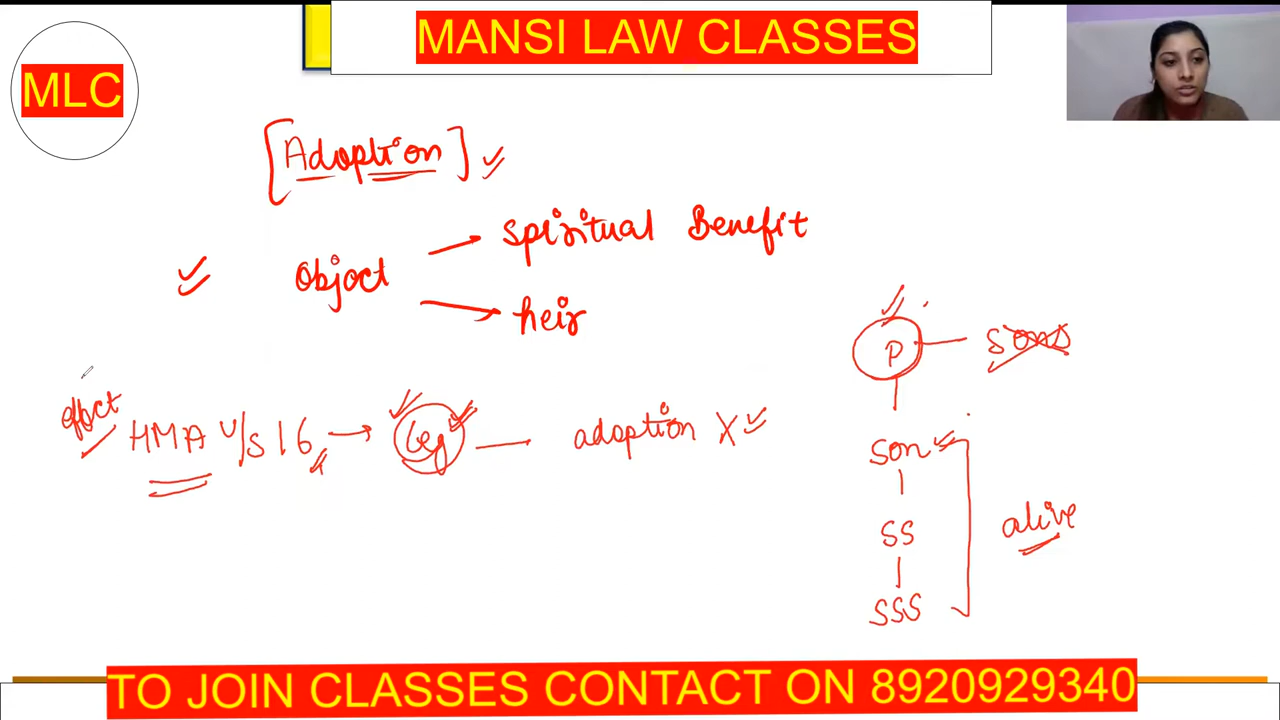 MANSI LAW CLASSES
MLC
[Adoption]
Object → Spiritual Benefit
→ heir
P — sons
effect
HMA U/S 16 → leg — adoption X
Son
SS
alive
SSS
TO JOIN CLASSES CONTACT ON 8920929340